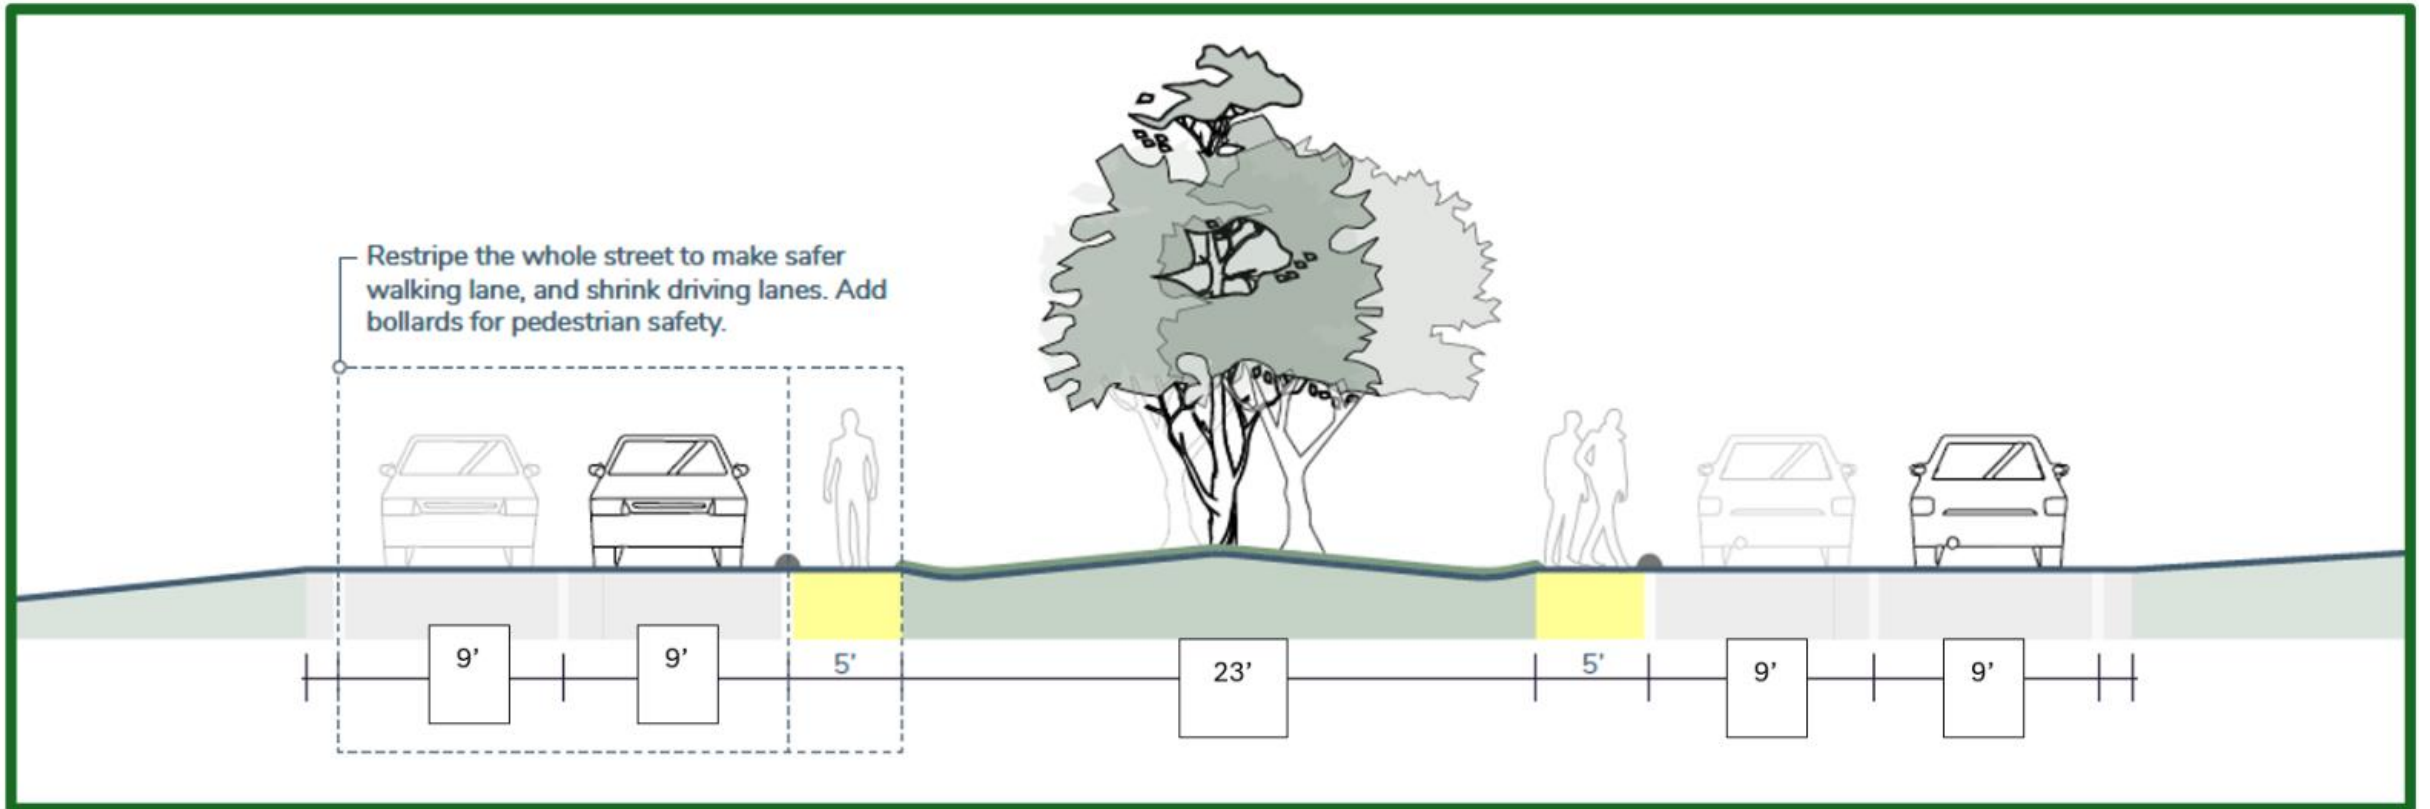 Restripe the whole street to make safer
walking lane, and shrink driving lanes. Add
bollards for pedestrian safety.
9’
9’
5’
23’
5’
9’
9’